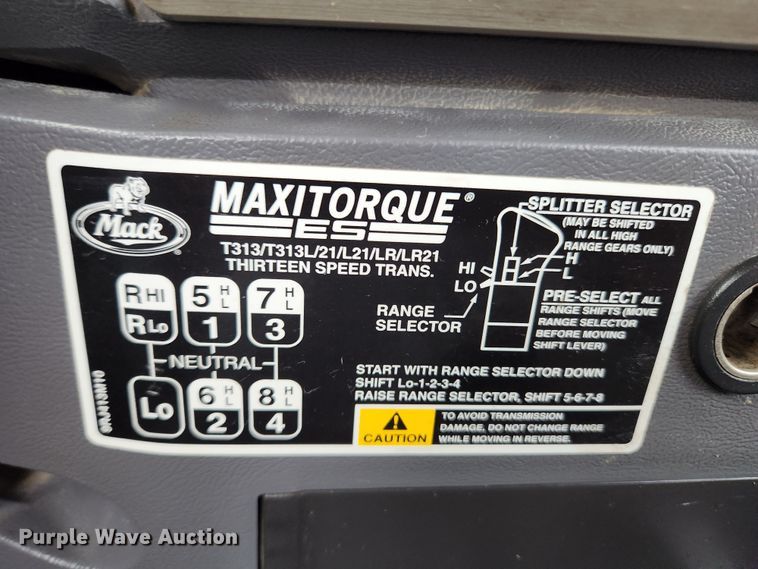 Mack
MAXITORQUE®
ES
T313/T313L/21/L21/LR/LR21
THIRTEEN SPEED TRANS.
R HI
5 H L
7 H L
R Lo
1
3
NEUTRAL
Lo
6 H L
8 H L
2
4
SPLITTER SELECTOR
(MAY BE SHIFTED
IN ALL HIGH
RANGE GEARS ONLY)
H
L
HI
LO
RANGE
SELECTOR
PRE-SELECT ALL
RANGE SHIFTS (MOVE
RANGE SELECTOR
BEFORE MOVING
SHIFT LEVER)
START WITH RANGE SELECTOR DOWN
SHIFT Lo-1-2-3-4
RAISE RANGE SELECTOR, SHIFT 5-6-7-8
CAUTION
TO AVOID TRANSMISSION
DAMAGE, DO NOT CHANGE RANGE
WHILE MOVING IN REVERSE.
Purple Wave Auction